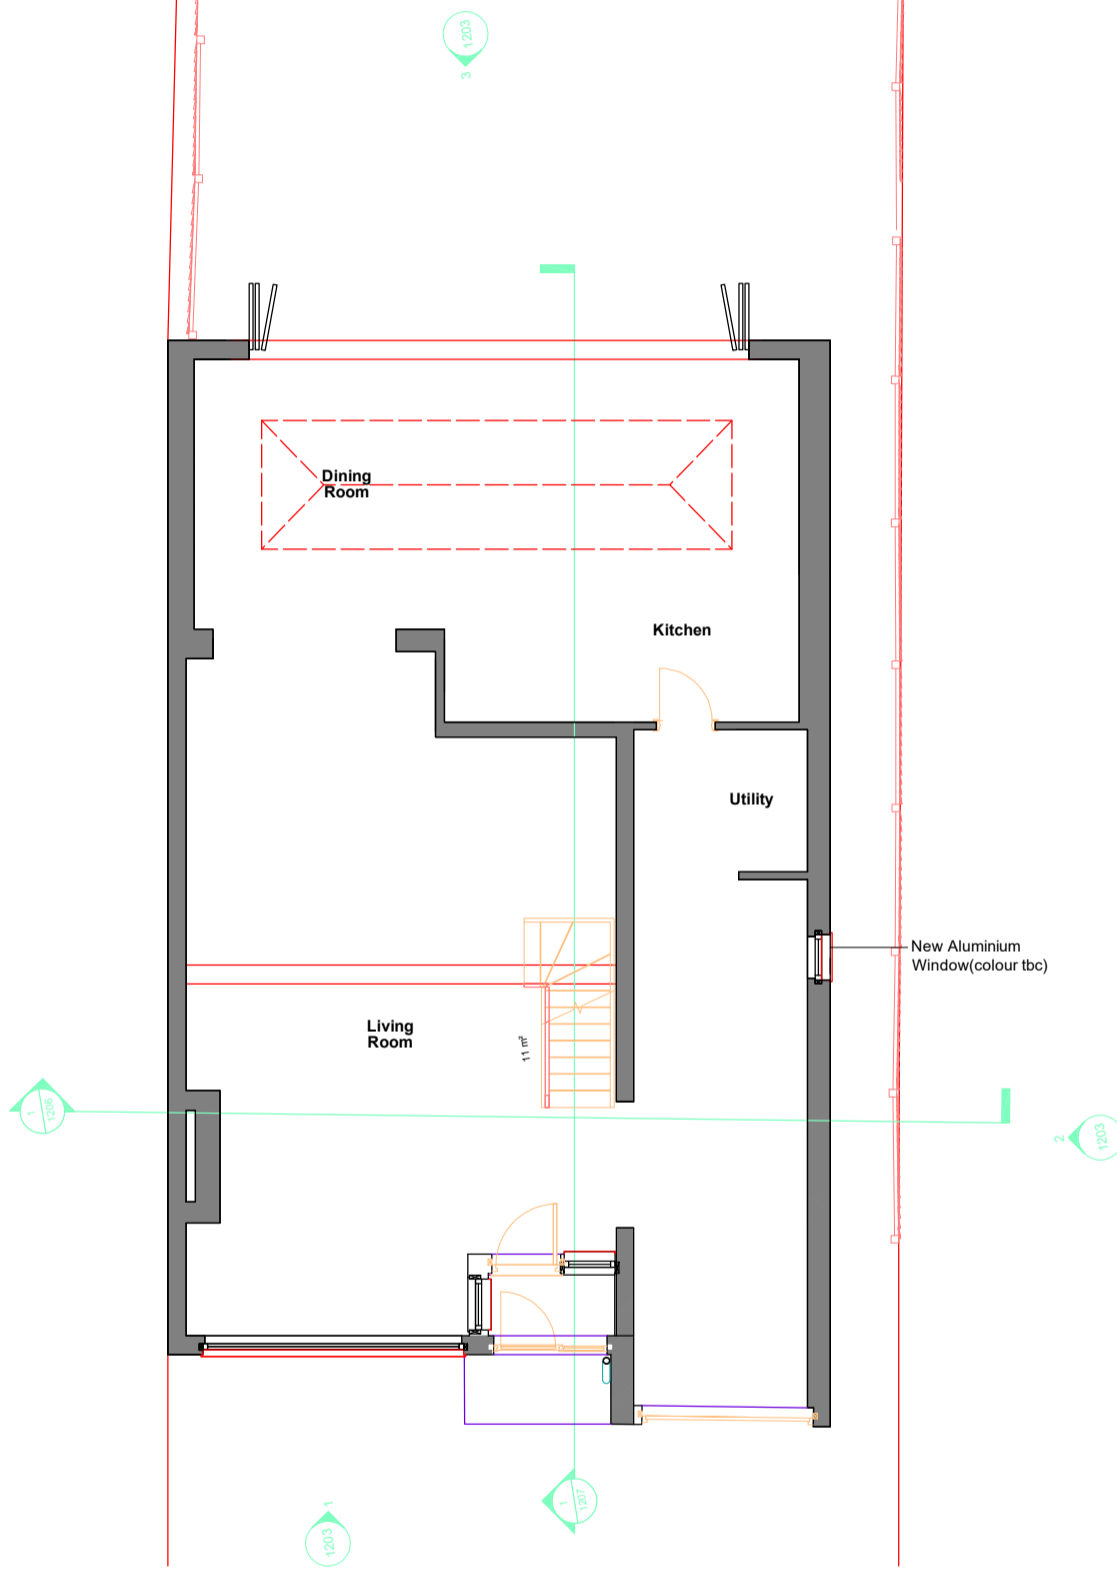 1203
3
Dining
Room
Kitchen
Utility
New Aluminium
Window(colour tbc)
Living
Room
11 m²
1
1206
2
1203
1
1207
1
1203